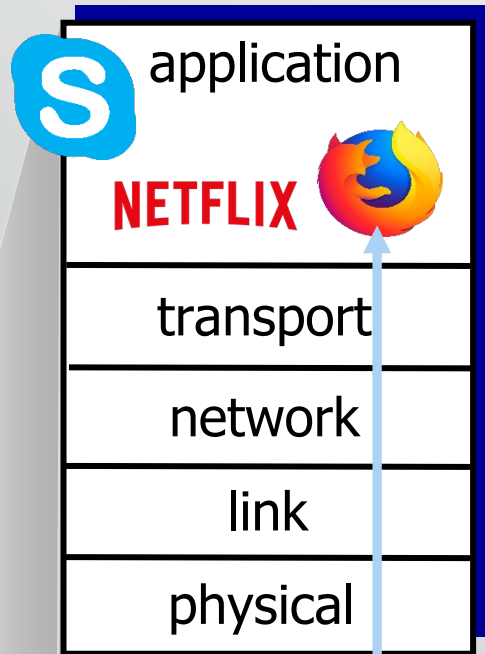 S
application
NETFLIX
transport
network
link
physical